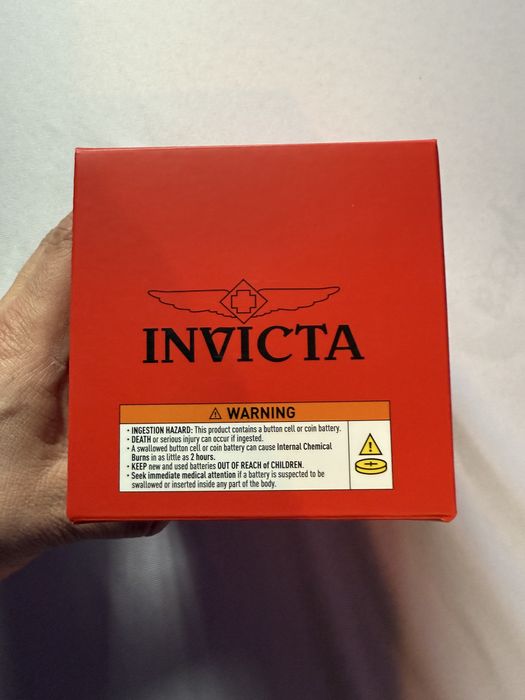 INVICTA
⚠ WARNING
• INGESTION HAZARD: This product contains a button cell or coin battery.
• DEATH or serious injury can occur if ingested.
• A swallowed button cell or coin battery can cause Internal Chemical
Burns in as little as 2 hours.
• KEEP new and used batteries OUT OF REACH of CHILDREN.
• Seek immediate medical attention if a battery is suspected to be
swallowed or inserted inside any part of the body.